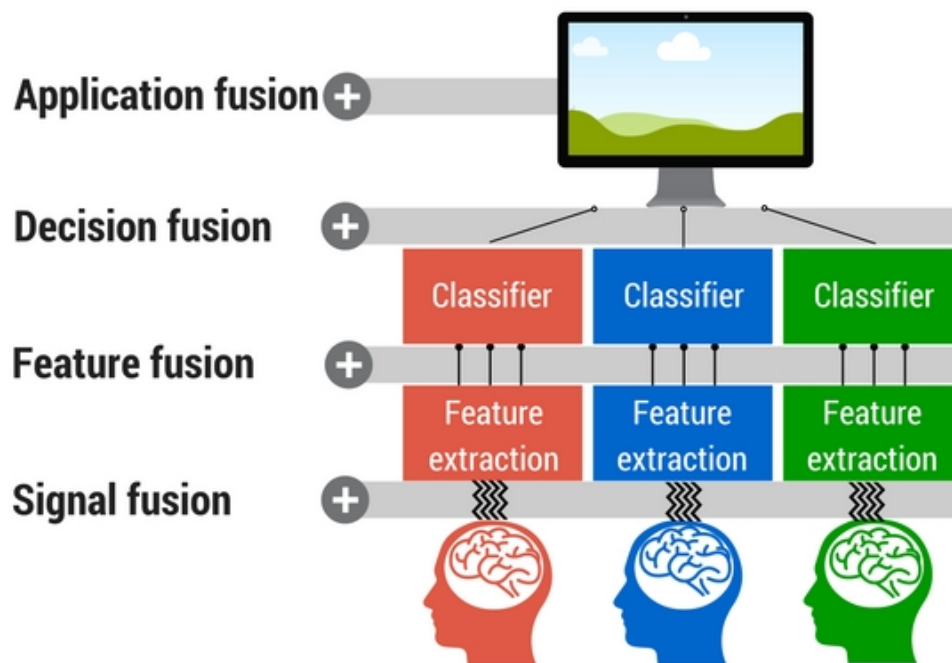 Application fusion
Decision fusion
Classifier Classifier Classifier
Feature fusion
Feature Feature Feature
extraction extraction extraction
Signal fusion